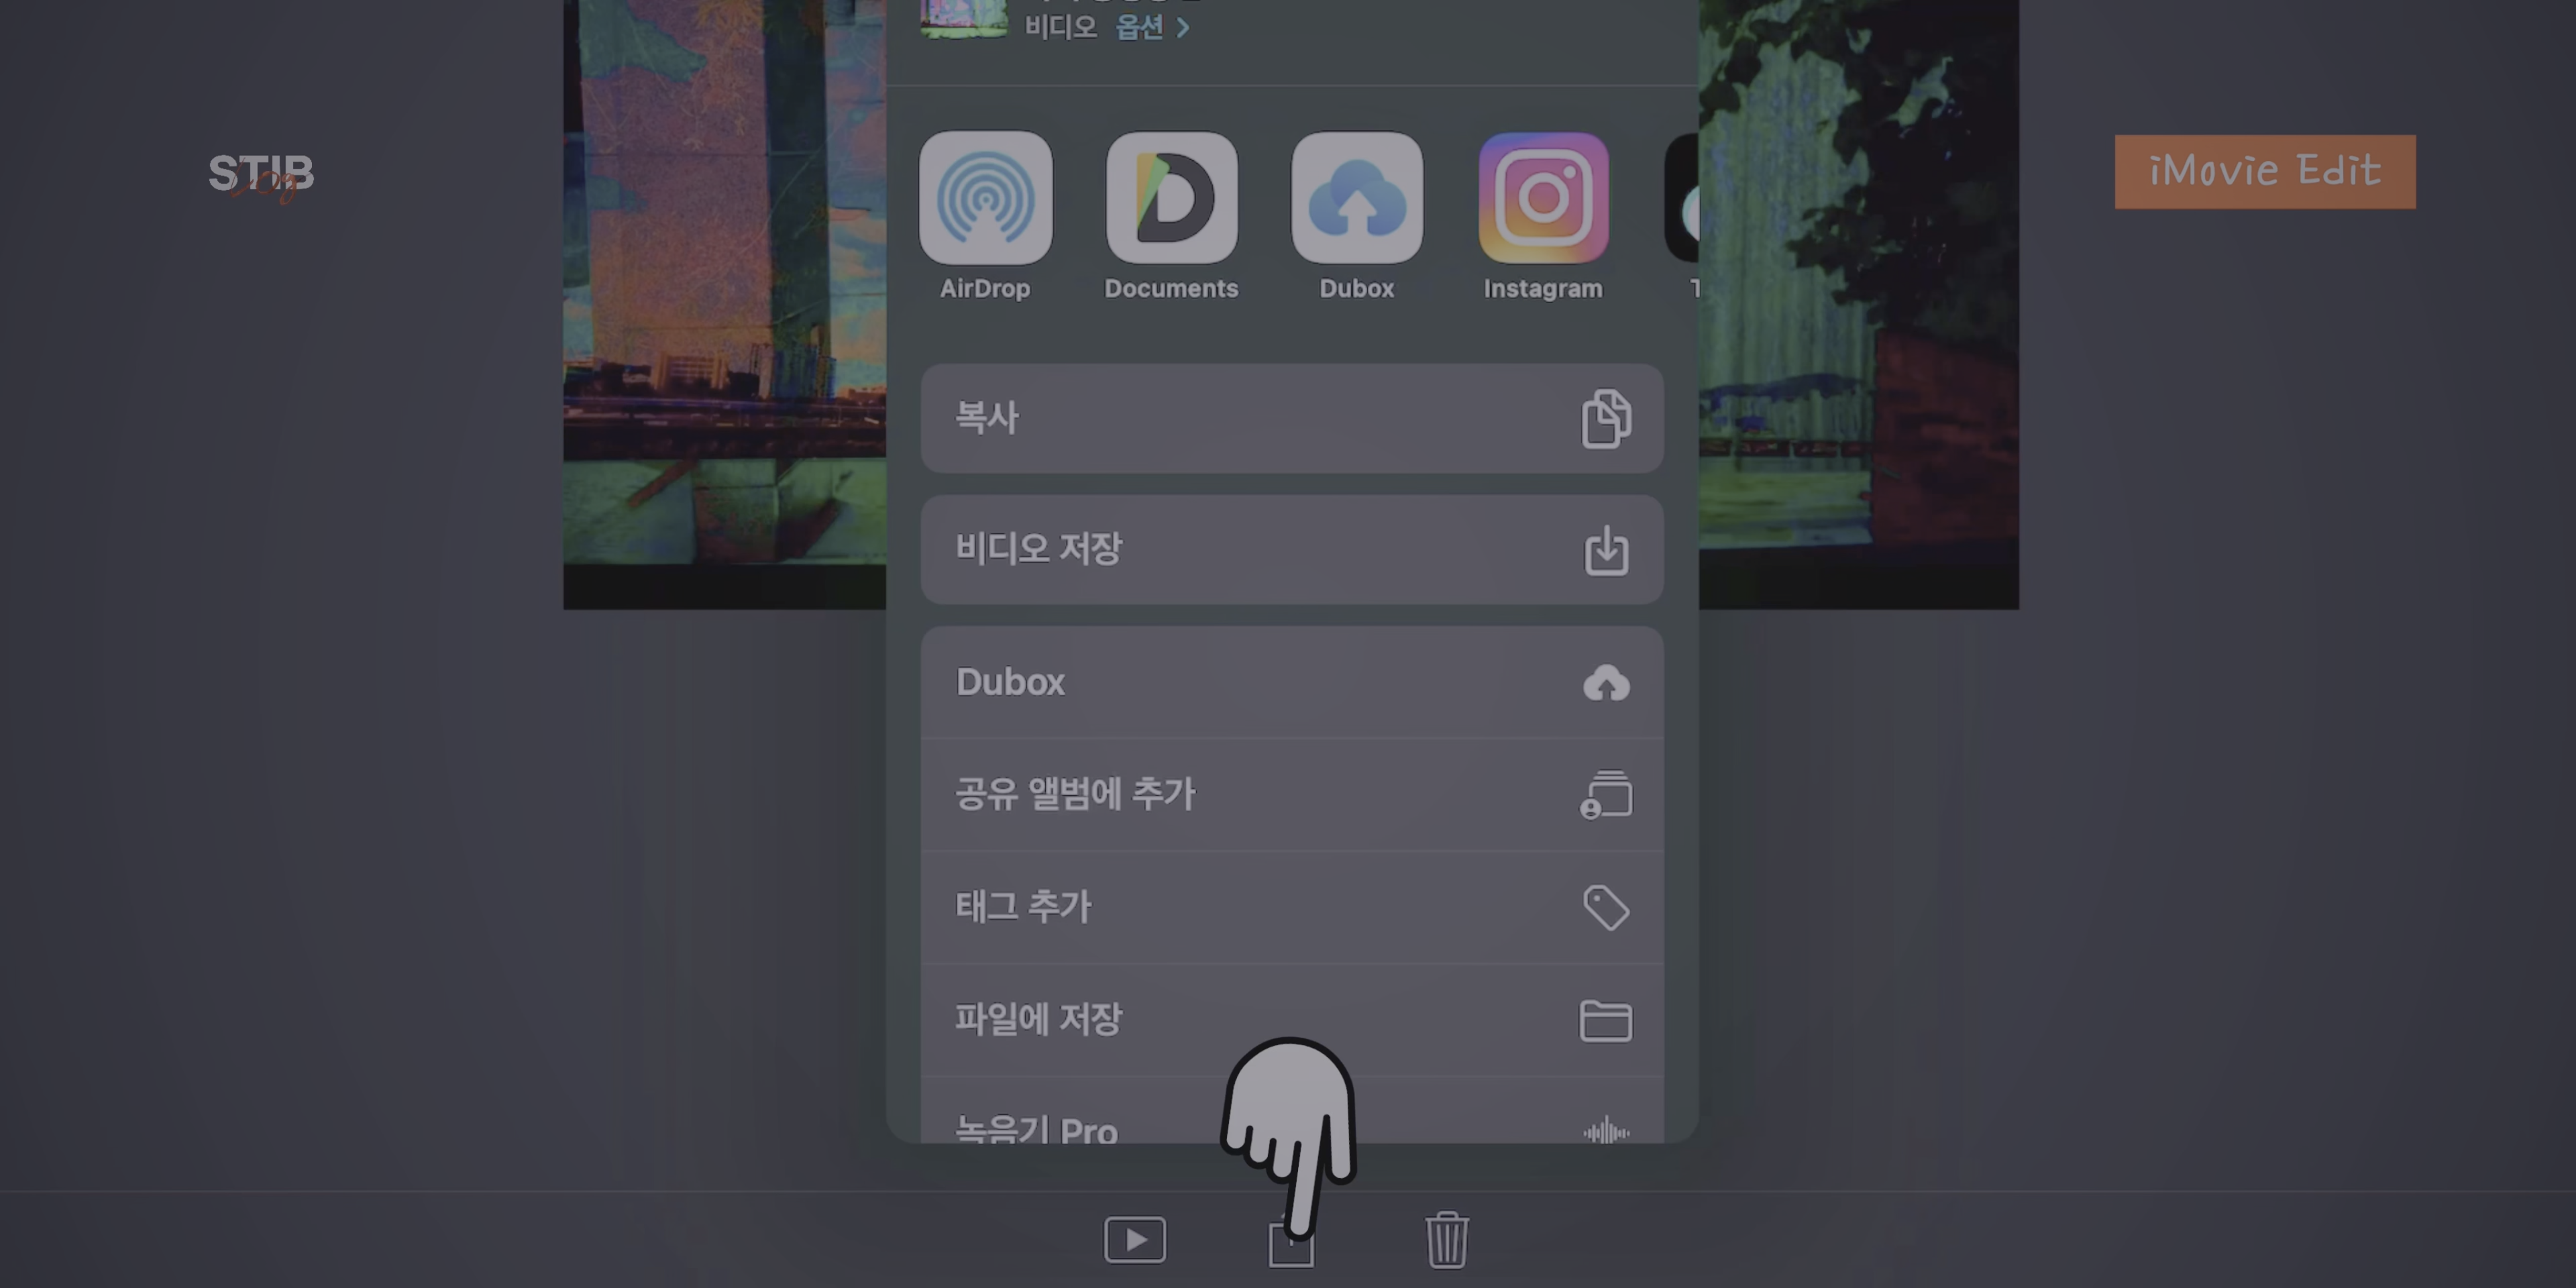 비디오 옵션 >
STIB
Log
iMovie Edit
AirDrop
Documents
Dubox
Instagram
T
복사
비디오 저장
Dubox
공유 앨범에 추가
태그 추가
파일에 저장
녹음기 Pro